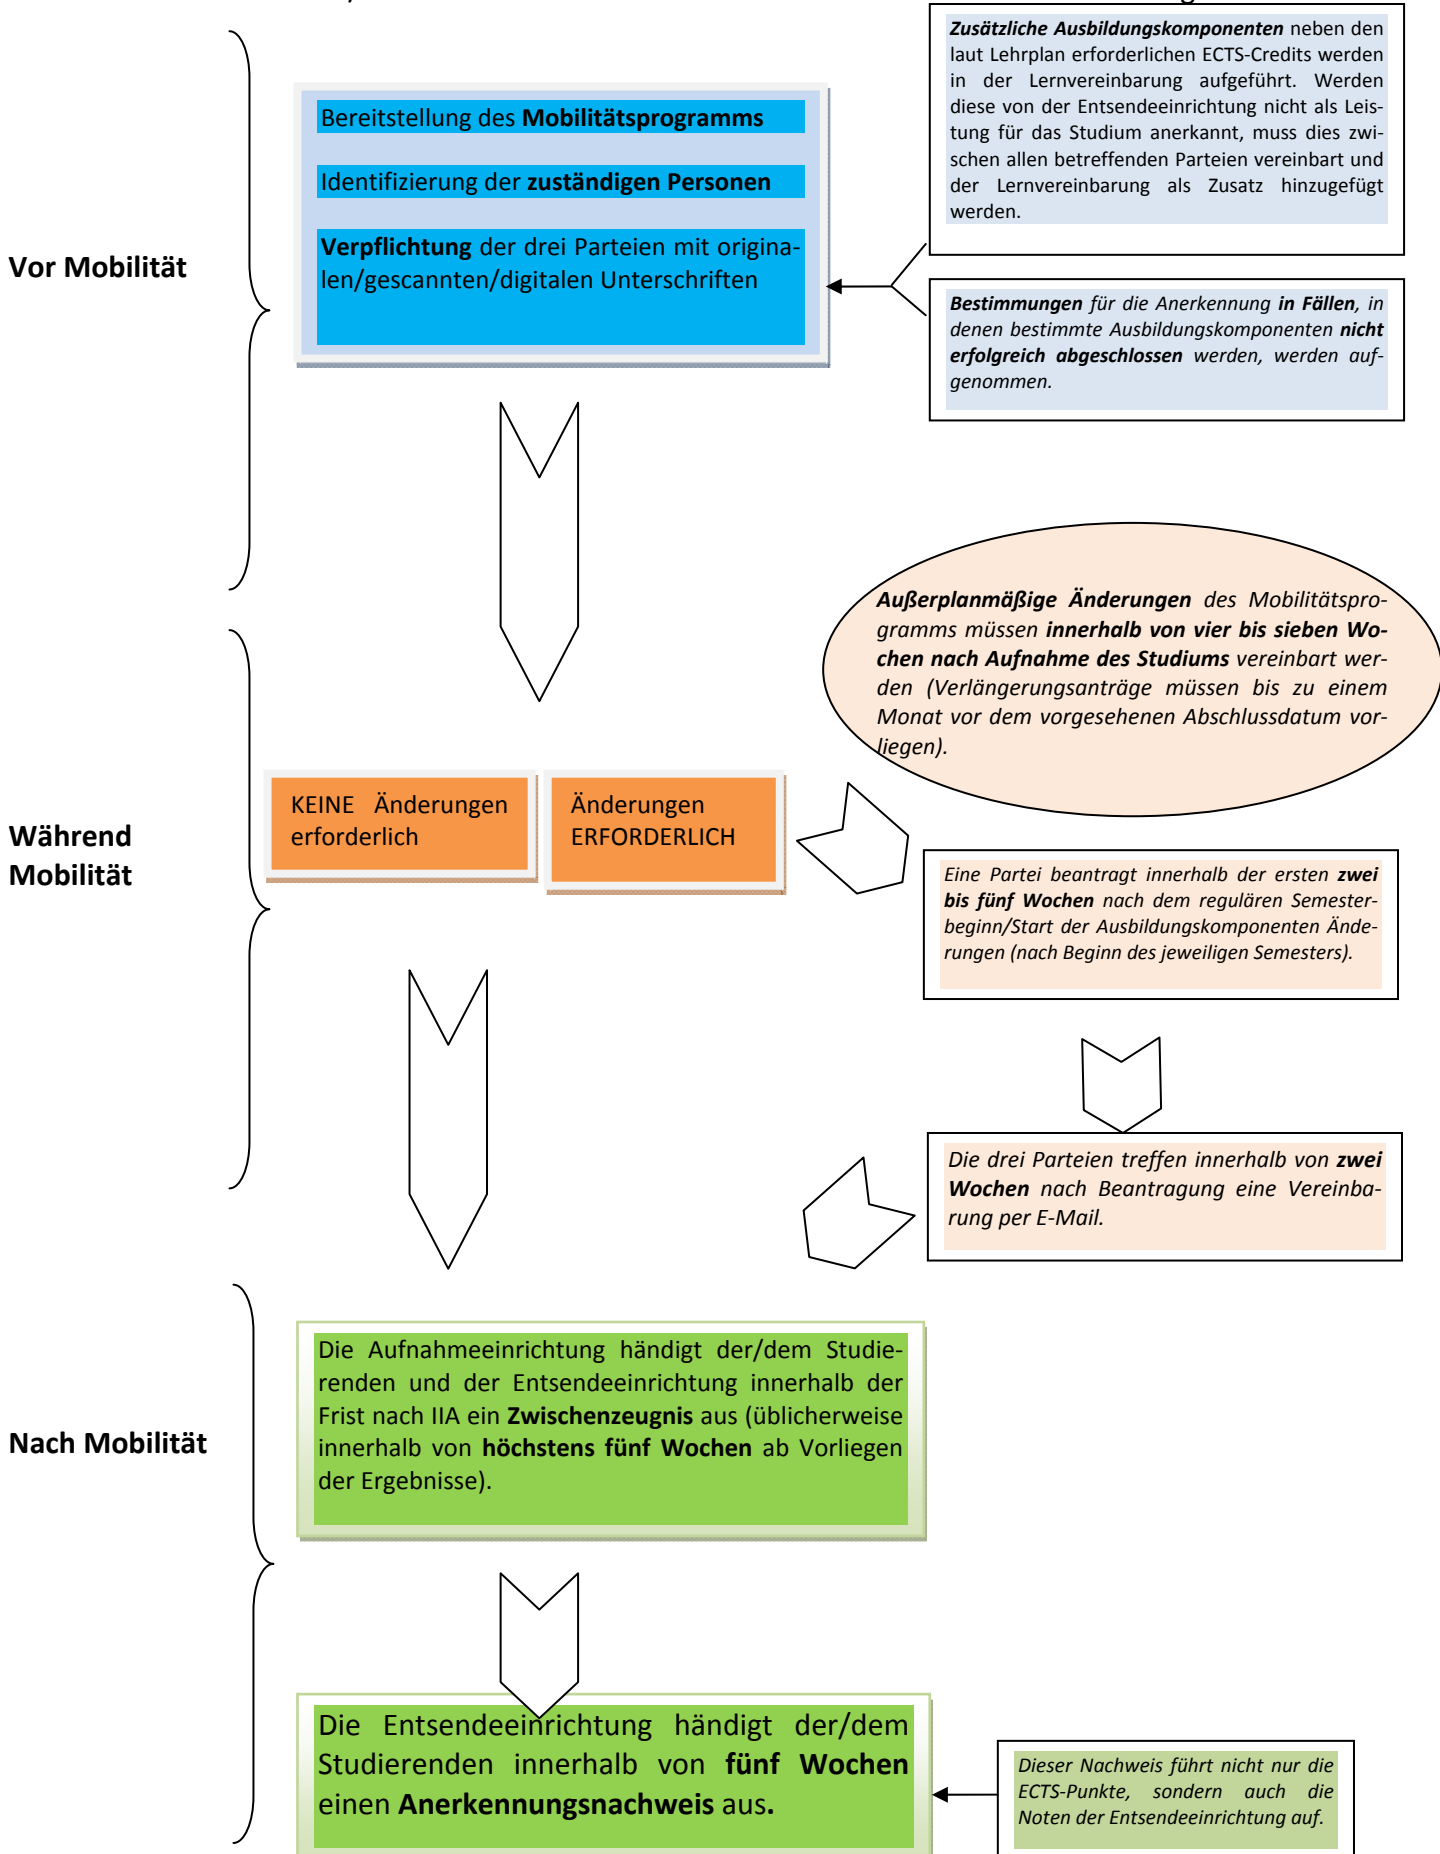 Zusätzliche Ausbildungskomponenten neben den
laut Lehrplan erforderlichen ECTS-Credits werden
in der Lernvereinbarung aufgeführt. Werden
diese von der Entsendeeinrichtung nicht als Leis-
tung für das Studium anerkannt, muss dies zwi-
schen allen betreffenden Parteien vereinbart und
der Lernvereinbarung als Zusatz hinzugefügt
werden.
Bereitstellung des Mobilitätsprogramms
Identifizierung der zuständigen Personen
Verpflichtung der drei Parteien mit origina-
len/gescannten/digitalen Unterschriften
Vor Mobilität
Bestimmungen für die Anerkennung in Fällen, in
denen bestimmte Ausbildungskomponenten nicht
erfolgreich abgeschlossen werden, werden auf-
genommen.
Außerplanmäßige Änderungen des Mobilitätspro-
gramms müssen innerhalb von vier bis sieben Wo-
chen nach Aufnahme des Studiums vereinbart wer-
den (Verlängerungsanträge müssen bis zu einem
Monat vor dem vorgesehenen Abschlussdatum vor-
liegen).
KEINE Änderungen
erforderlich
Änderungen
ERFORDERLICH
Während
Mobilität
Eine Partei beantragt innerhalb der ersten zwei
bis fünf Wochen nach dem regulären Semester-
beginn/Start der Ausbildungskomponenten Ände-
rungen (nach Beginn des jeweiligen Semesters).
Die drei Parteien treffen innerhalb von zwei
Wochen nach Beantragung eine Vereinba-
rung per E-Mail.
Die Aufnahmeeinrichtung händigt der/dem Studie-
renden und der Entsendeeinrichtung innerhalb der
Frist nach IIA ein Zwischenzeugnis aus (üblicherweise
innerhalb von höchstens fünf Wochen ab Vorliegen
der Ergebnisse).
Nach Mobilität
Die Entsendeeinrichtung händigt der/dem
Studierenden innerhalb von fünf Wochen
einen Anerkennungsnachweis aus.
Dieser Nachweis führt nicht nur die
ECTS-Punkte, sondern auch die
Noten der Entsendeeinrichtung auf.